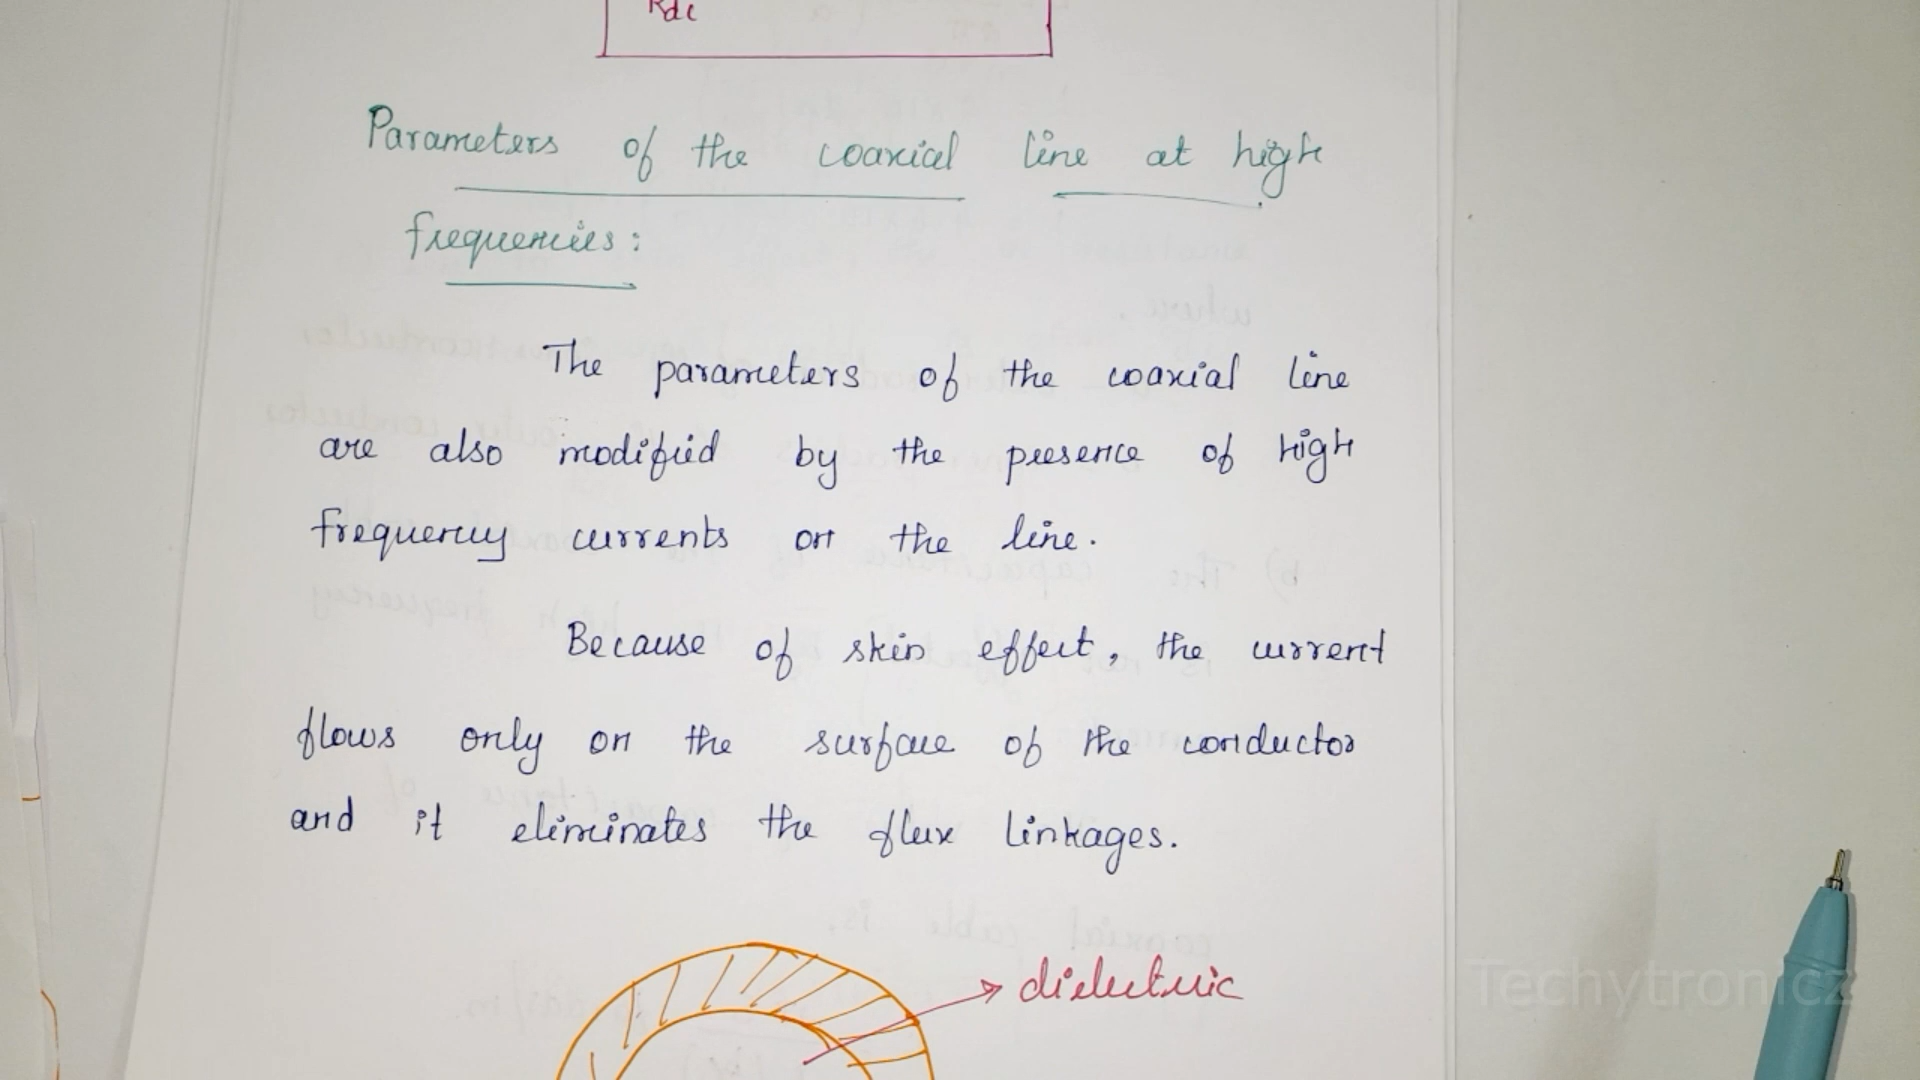 Rdc
Parameters of the coaxial line at high
frequencies:
The parameters of the coaxial line
are also modified by the presence of high
frequency currents on the line.
Because of skin effect, the current
flows only on the surface of the conductor
and it eliminates the flux linkages.
dielectric
Techytronicz